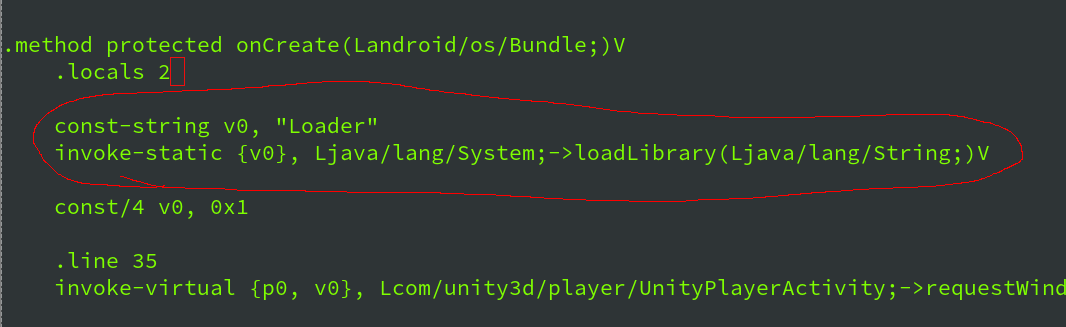 .method protected onCreate(Landroid/os/Bundle;)V
.locals 2
const-string v0, "Loader"
invoke-static {v0}, Ljava/lang/System;->loadLibrary(Ljava/lang/String;)V
const/4 v0, 0x1
.line 35
invoke-virtual {p0, v0}, Lcom/unity3d/player/UnityPlayerActivity;->requestWind